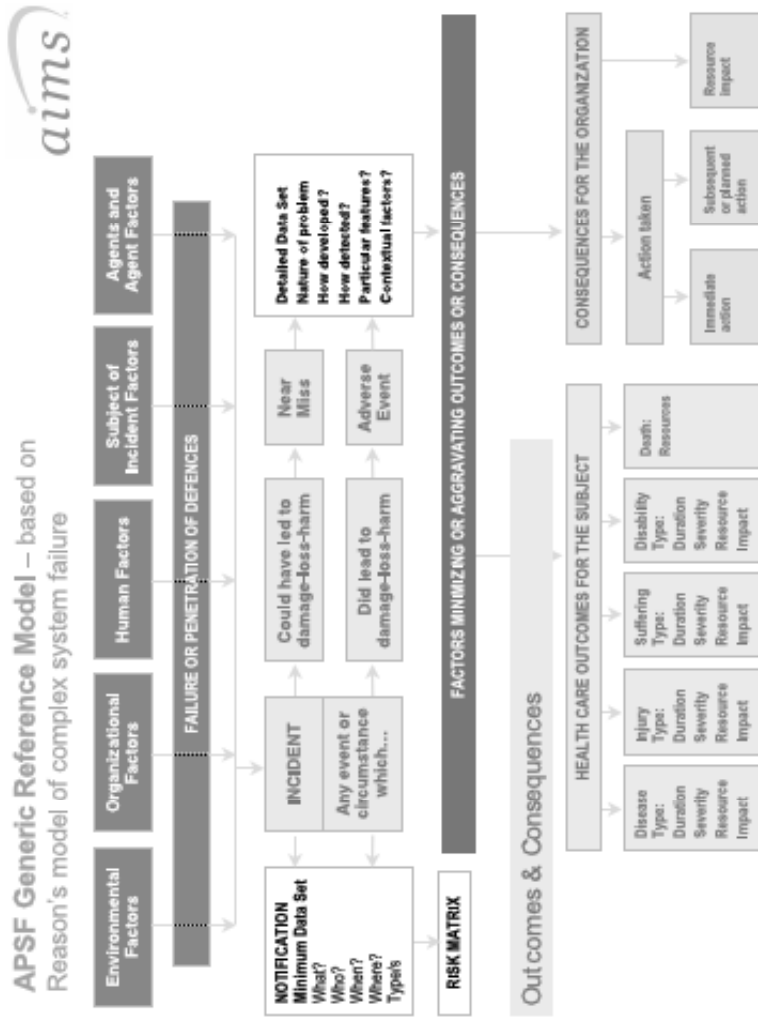 APSF Generic Reference Model – based on
Reason's model of complex system failure
aims
Environmental
Factors
Organizational
Factors
Human Factors
Subject of
Incident Factors
Agents and
Agent Factors
FAILURE OR PENETRATION OF DEFENCES
NOTIFICATION
Minimum Data Set
What?
Who?
When?
Where?
Type/s
INCIDENT
Any event or
circumstance
which...
Could have led to
damage-loss-harm
Did lead to
damage-loss-harm
Near
Miss
Adverse
Event
Detailed Data Set
Nature of problem
How developed?
How detected?
Particular features?
Contextual factors?
RISK MATRIX
FACTORS MINIMIZING OR AGGRAVATING OUTCOMES OR CONSEQUENCES
Outcomes & Consequences
HEALTH CARE OUTCOMES FOR THE SUBJECT
Disease
Type:
Duration
Severity
Resource
Impact
Injury
Type:
Duration
Severity
Resource
Impact
Suffering
Type:
Duration
Severity
Resource
Impact
Disability
Type:
Duration
Severity
Resource
Impact
Death:
Resources
CONSEQUENCES FOR THE ORGANIZATION
Action taken
Immediate
action
Subsequent
or planned
action
Resource
impact